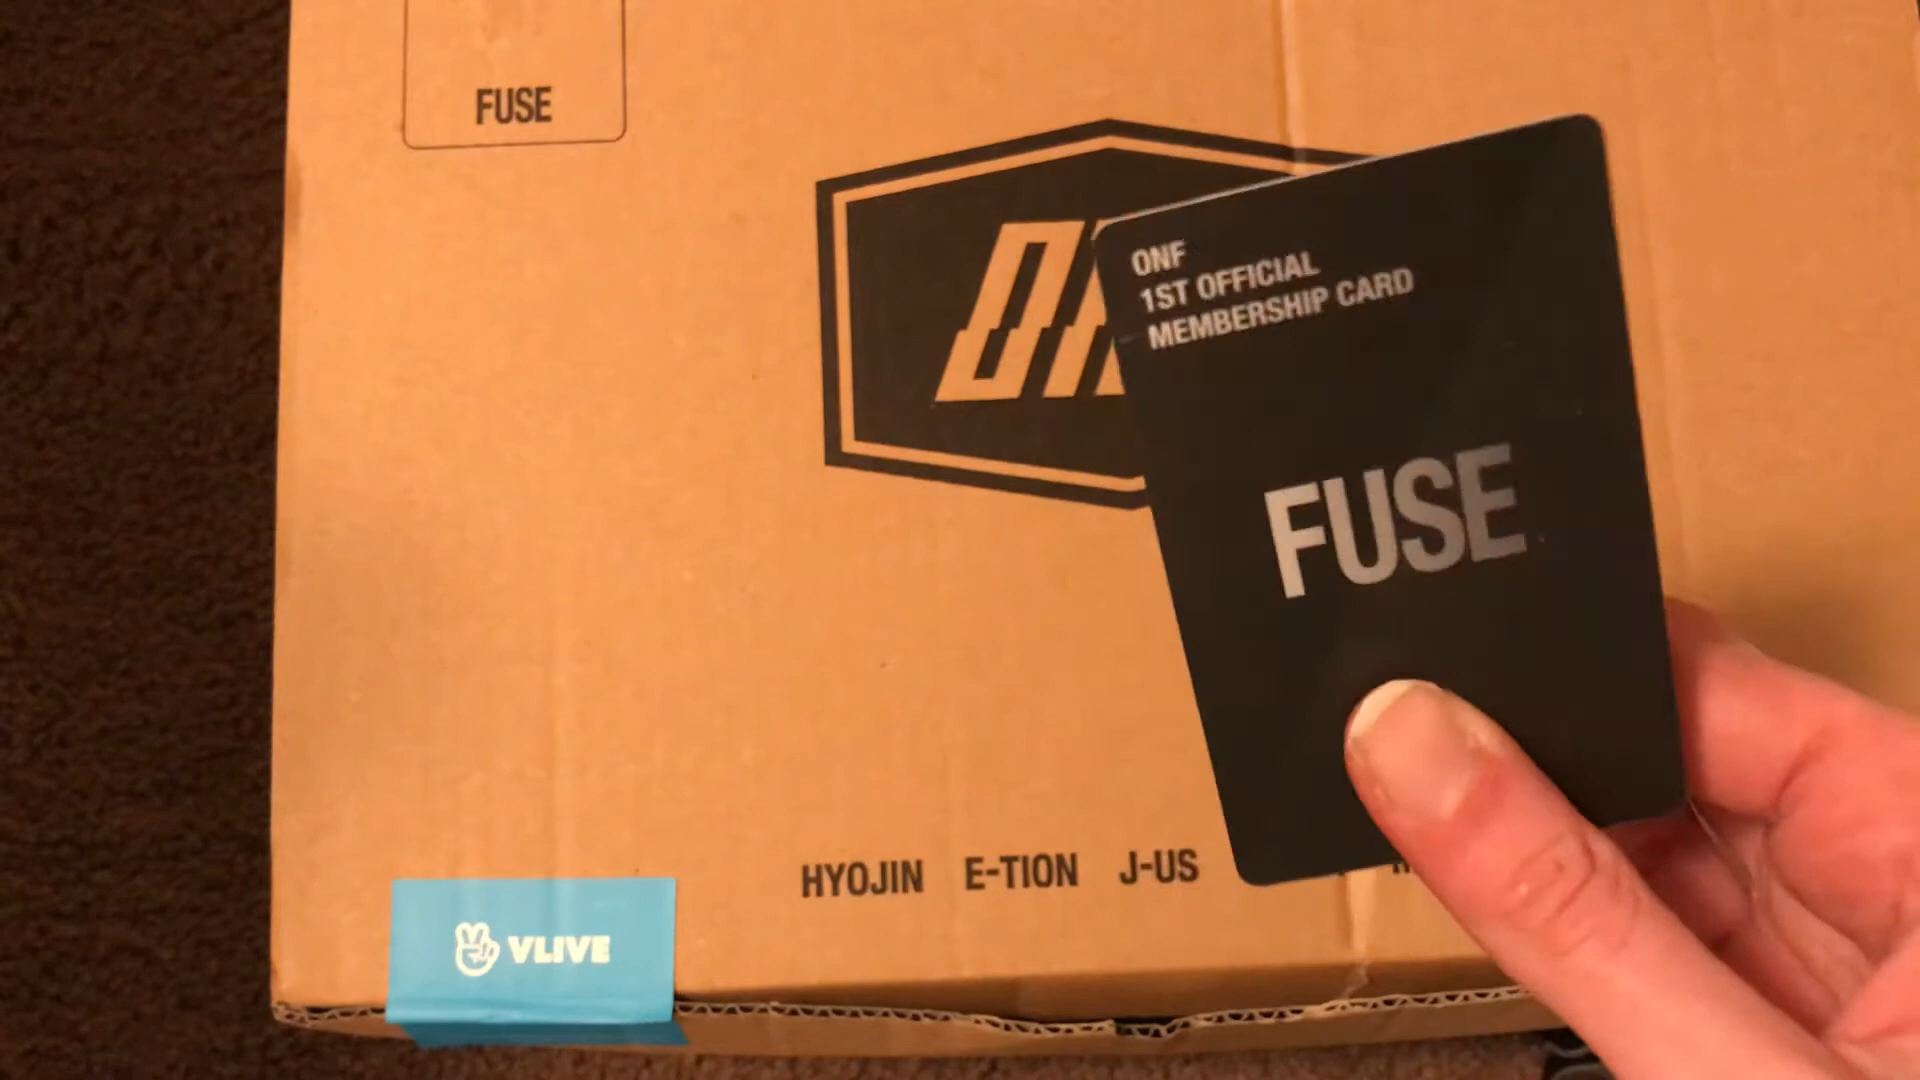 FUSE
ONF
1ST OFFICIAL
MEMBERSHIP CARD
FUSE
HYOJIN E-TION J-US
VLIVE